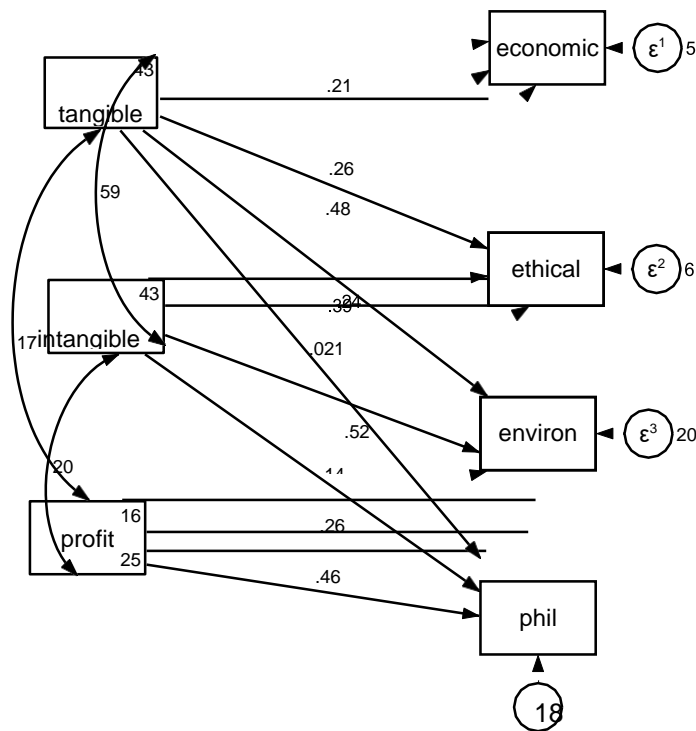 economic
ε1
5
43
tangible
.21
.26
59
.48
ethical
ε2
6
43
17
intangible
.021
.52
environ
ε3
20
20
.14
16
profit
25
.26
.46
phil
18